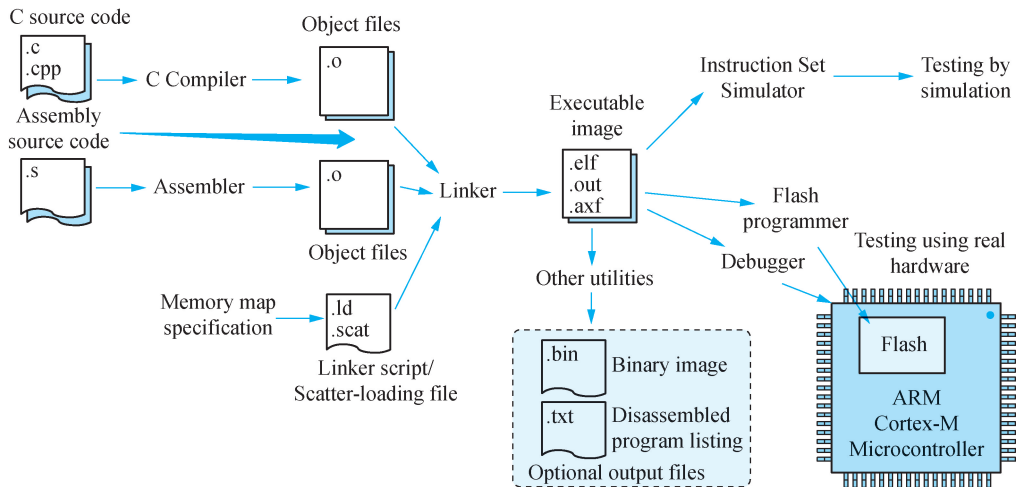 C source code
.c
.cpp
C Compiler
Object files
.o
Assembly
source code
.s
Assembler
.o
Object files
Linker
Memory map
specification
.ld
.scat
Linker script/
Scatter-loading file
Executable
image
.elf
.out
.axf
Instruction Set
Simulator
Testing by
simulation
Flash
programmer
Debugger
Testing using real
hardware
Other utilities
.bin
Binary image
.txt
Disassembled
program listing
Optional output files
Flash
ARM
Cortex-M
Microcontroller